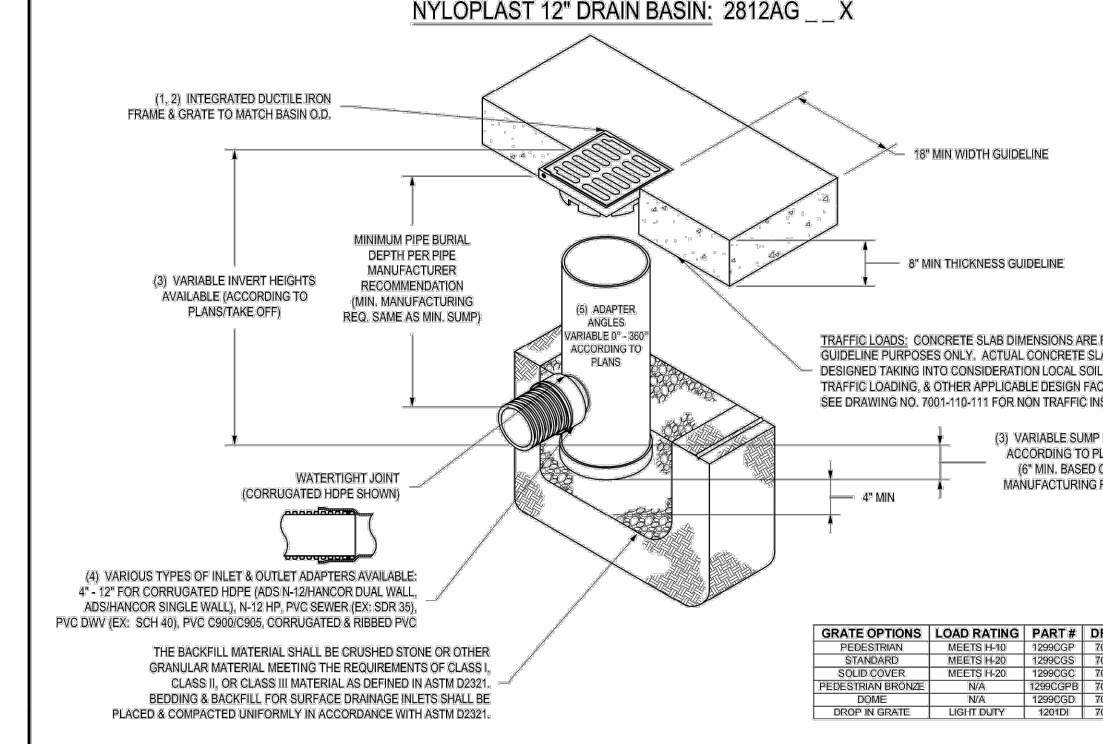 NYLOPLAST 12" DRAIN BASIN: 2812AG _ _ X
(1, 2) INTEGRATED DUCTILE IRON
FRAME & GRATE TO MATCH BASIN O.D.
18" MIN WIDTH GUIDELINE
MINIMUM PIPE BURIAL
DEPTH PER PIPE
MANUFACTURER
RECOMMENDATION
(MIN. MANUFACTURING
REQ. SAME AS MIN. SUMP)
(3) VARIABLE INVERT HEIGHTS
AVAILABLE (ACCORDING TO
PLANS/TAKE OFF)
8" MIN THICKNESS GUIDELINE
(5) ADAPTER
ANGLES
VARIABLE 0° - 360°
ACCORDING TO
PLANS
TRAFFIC LOADS: CONCRETE SLAB DIMENSIONS ARE
GUIDELINE PURPOSES ONLY. ACTUAL CONCRETE
DESIGNED TAKING INTO CONSIDERATION LOCAL SOIL
TRAFFIC LOADING, & OTHER APPLICABLE DESIGN
SEE DRAWING NO. 7001-110-111 FOR NON TRAFFIC
(3) VARIABLE SUMP
ACCORDING TO
(6" MIN. BASED
MANUFACTURING
4" MIN
WATERTIGHT JOINT
(CORRUGATED HDPE SHOWN)
(4) VARIOUS TYPES OF INLET & OUTLET ADAPTERS AVAILABLE:
4" - 12" FOR CORRUGATED HDPE (ADS N-12/HANCOR DUAL WALL,
ADS/HANCOR SINGLE WALL), N-12 HP, PVC SEWER (EX: SDR 35),
PVC DWV (EX: SCH 40), PVC C900/C905, CORRUGATED & RIBBED PVC
THE BACKFILL MATERIAL SHALL BE CRUSHED STONE OR OTHER
GRANULAR MATERIAL MEETING THE REQUIREMENTS OF CLASS I,
CLASS II, OR CLASS III MATERIAL AS DEFINED IN ASTM D2321.
BEDDING & BACKFILL FOR SURFACE DRAINAGE INLETS SHALL BE
PLACED & COMPACTED UNIFORMLY IN ACCORDANCE WITH ASTM D2321.
GRATE OPTIONS LOAD RATING PART #
PEDESTRIAN MEETS H-10 1299CGP
STANDARD MEETS H-20 1299CGS
SOLID COVER MEETS H-20 1299CGC
PEDESTRIAN BRONZE N/A 1299CGPB
DOME N/A 1299CGD
DROP IN GRATE LIGHT DUTY 1201DI